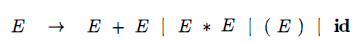 E → E + E | E * E | ( E ) | id